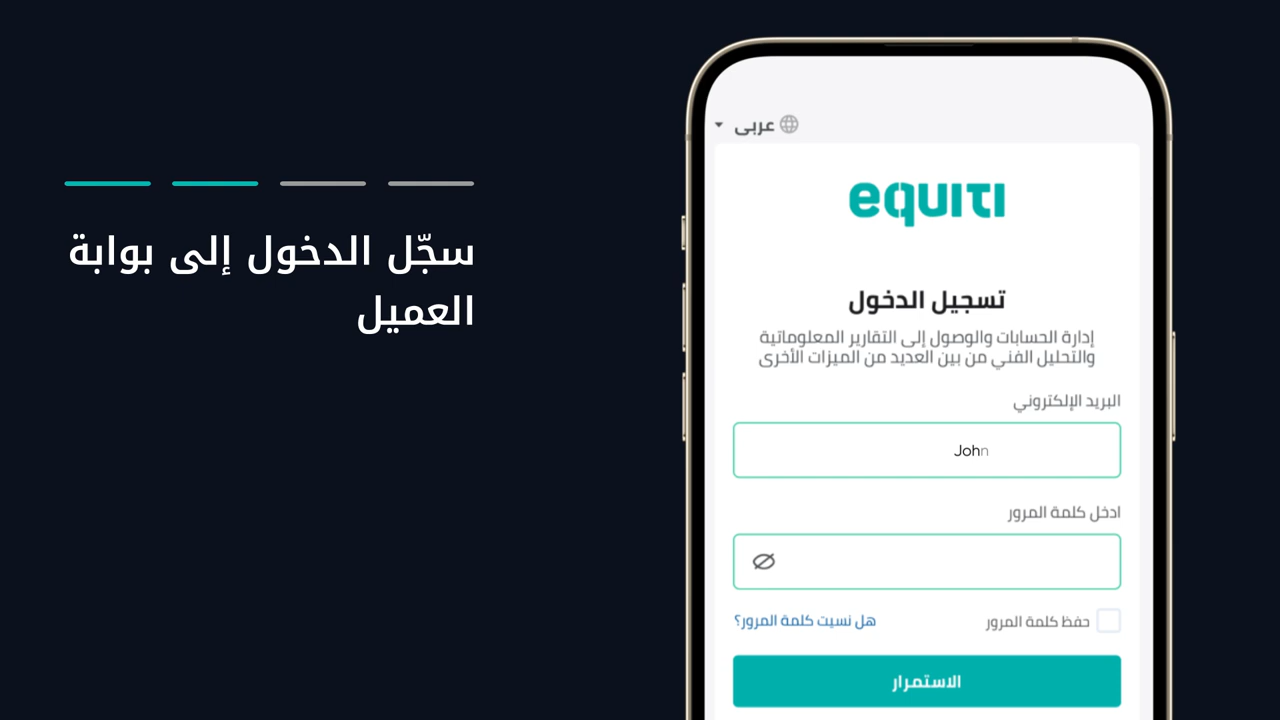 سجّل الدخول إلى بوابة
العميل
عربى
equiti
تسجيل الدخول
إدارة الحسابات والوصول إلى التقارير المعلوماتية
والتحليل الفني من بين العديد من الميزات الأخرى
البريد الإلكتروني
John
ادخل كلمة المرور
حفظ كلمة المرور
هل نسيت كلمة المرور؟
الاستمرار